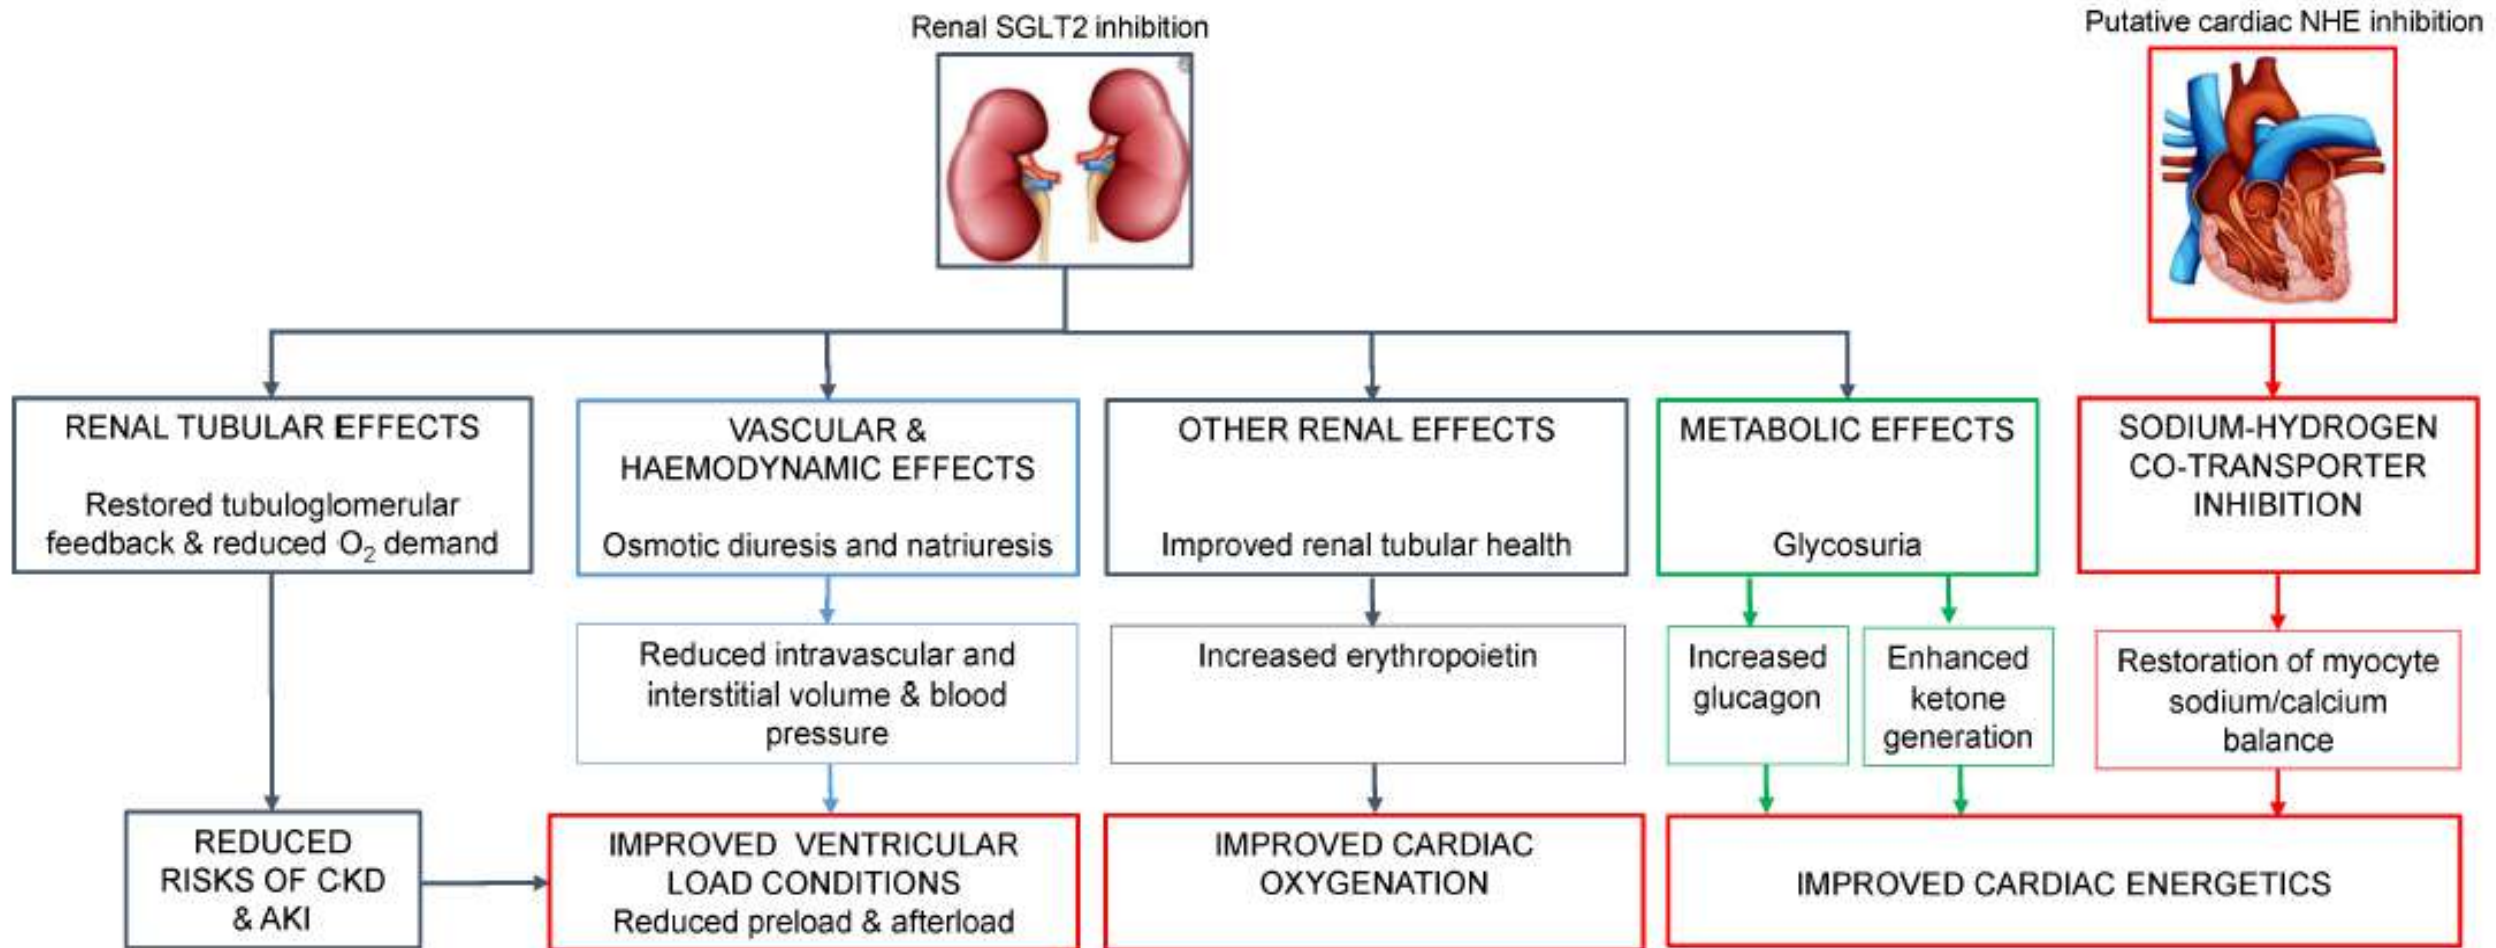 Renal SGLT2 inhibition
Putative cardiac NHE inhibition
RENAL TUBULAR EFFECTS
Restored tubuloglomerular
feedback & reduced O₂ demand
VASCULAR &
HAEMODYNAMIC EFFECTS
Osmotic diuresis and natriuresis
OTHER RENAL EFFECTS
Improved renal tubular health
METABOLIC EFFECTS
Glycosuria
SODIUM-HYDROGEN
CO-TRANSPORTER
INHIBITION
Reduced intravascular and
interstitial volume & blood
pressure
Increased erythropoietin
Increased
glucagon
Enhanced
ketone
generation
Restoration of myocyte
sodium/calcium
balance
REDUCED
RISKS OF CKD
& AKI
IMPROVED VENTRICULAR
LOAD CONDITIONS
Reduced preload & afterload
IMPROVED CARDIAC
OXYGENATION
IMPROVED CARDIAC ENERGETICS